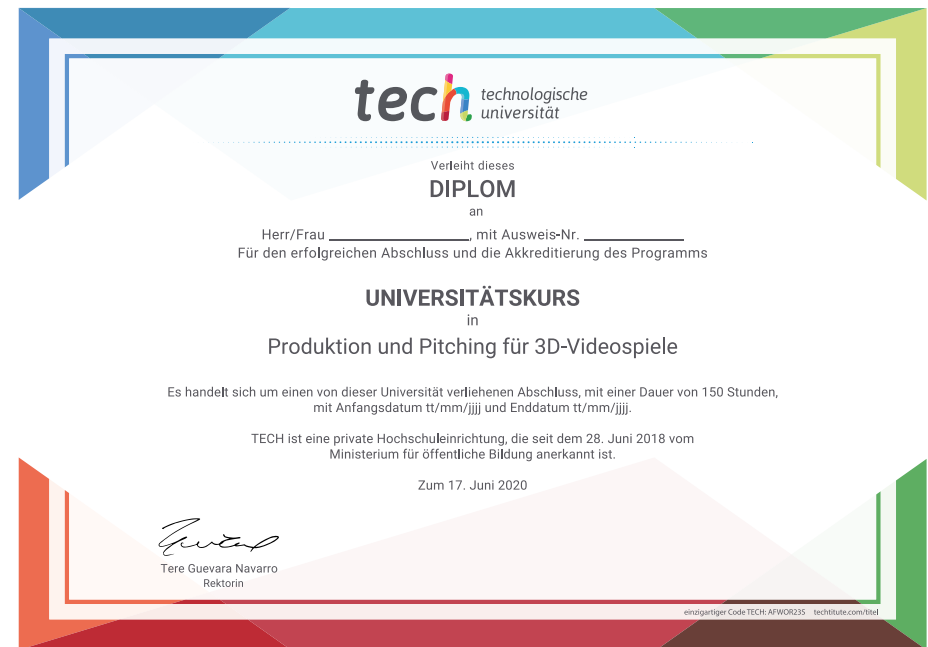 tech technologische
universität
Verleiht dieses
DIPLOM
an
Herr/Frau ____________________, mit Ausweis-Nr. ______________
Für den erfolgreichen Abschluss und die Akkreditierung des Programms
UNIVERSITÄTSKURS
in
Produktion und Pitching für 3D-Videospiele
Es handelt sich um einen von dieser Universität verliehenen Abschluss, mit einer Dauer von 150 Stunden,
mit Anfangsdatum tt/mm/jjjj und Enddatum tt/mm/jjjj.
TECH ist eine private Hochschuleinrichtung, die seit dem 28. Juni 2018 vom
Ministerium für öffentliche Bildung anerkannt ist.
Zum 17. Juni 2020
Tere Guevara Navarro
Rektorin
einzigartiger Code TECH: AFWOR235 techtitute.com/titel